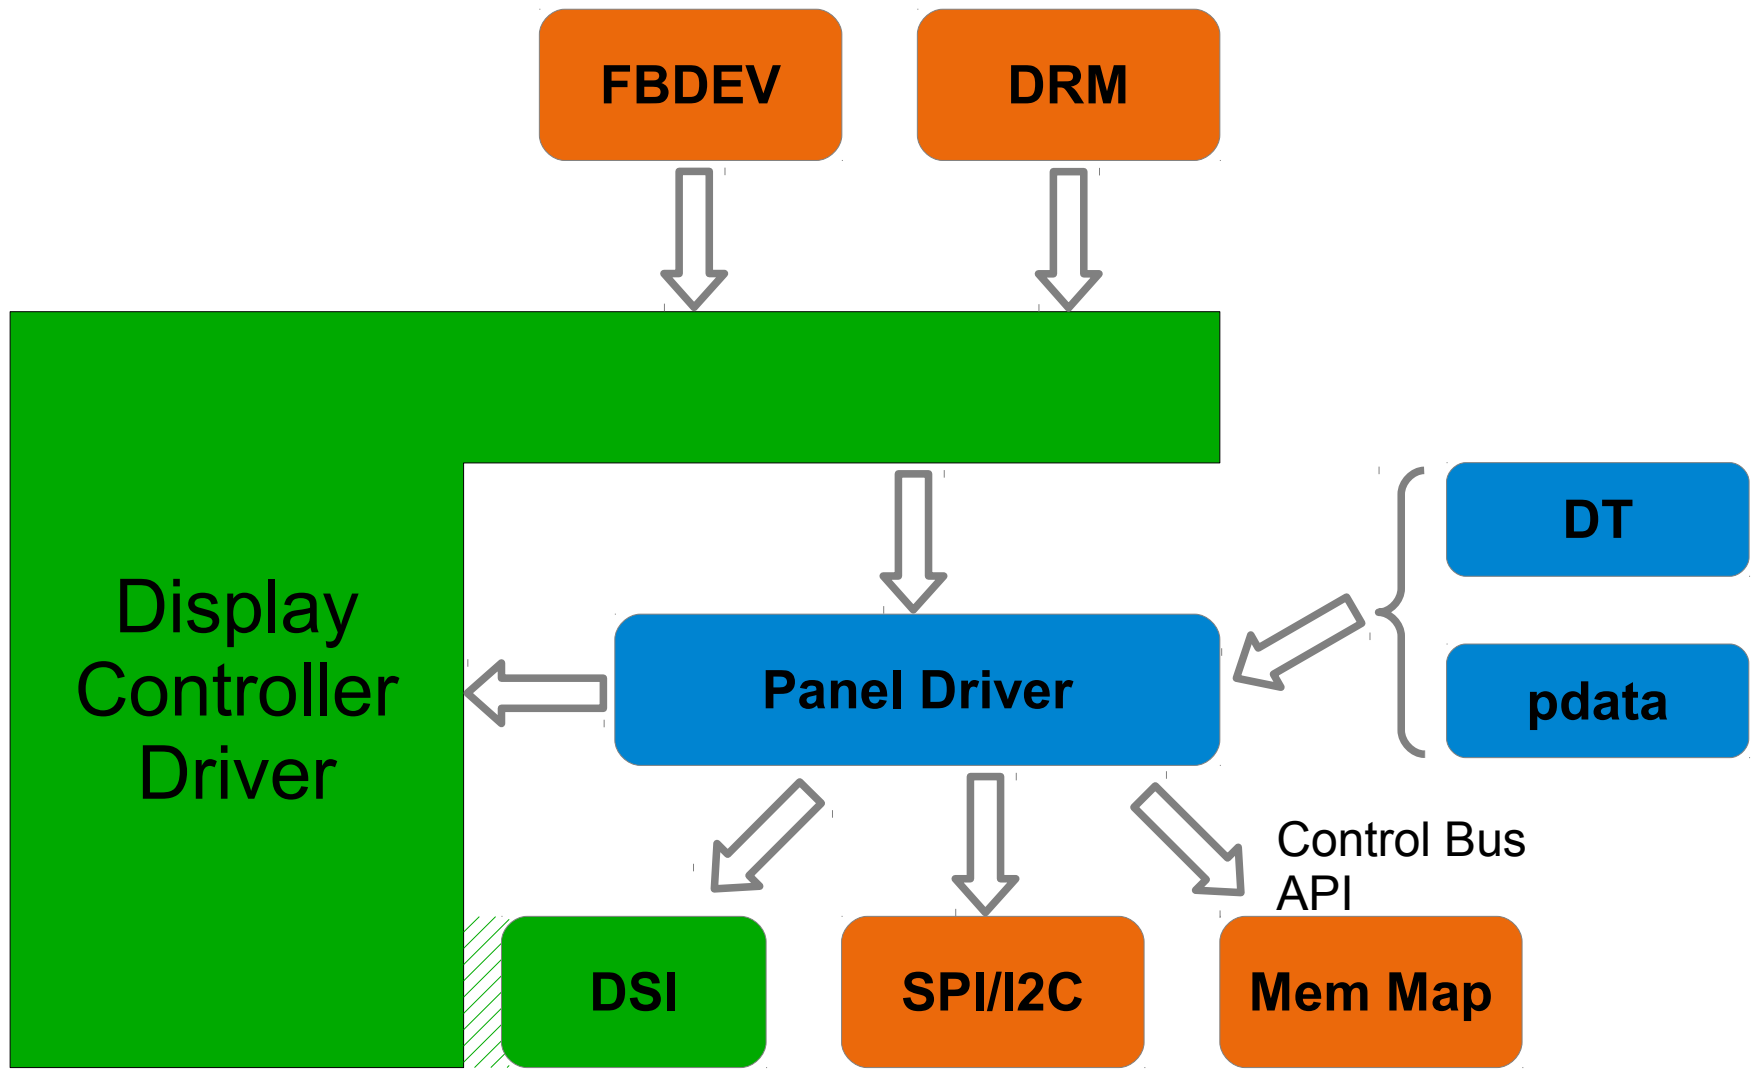 FBDEV
DRM
DT
Display
Controller
Driver
Panel Driver
pdata
Control Bus
API
DSI
SPI/I2C
Mem Map